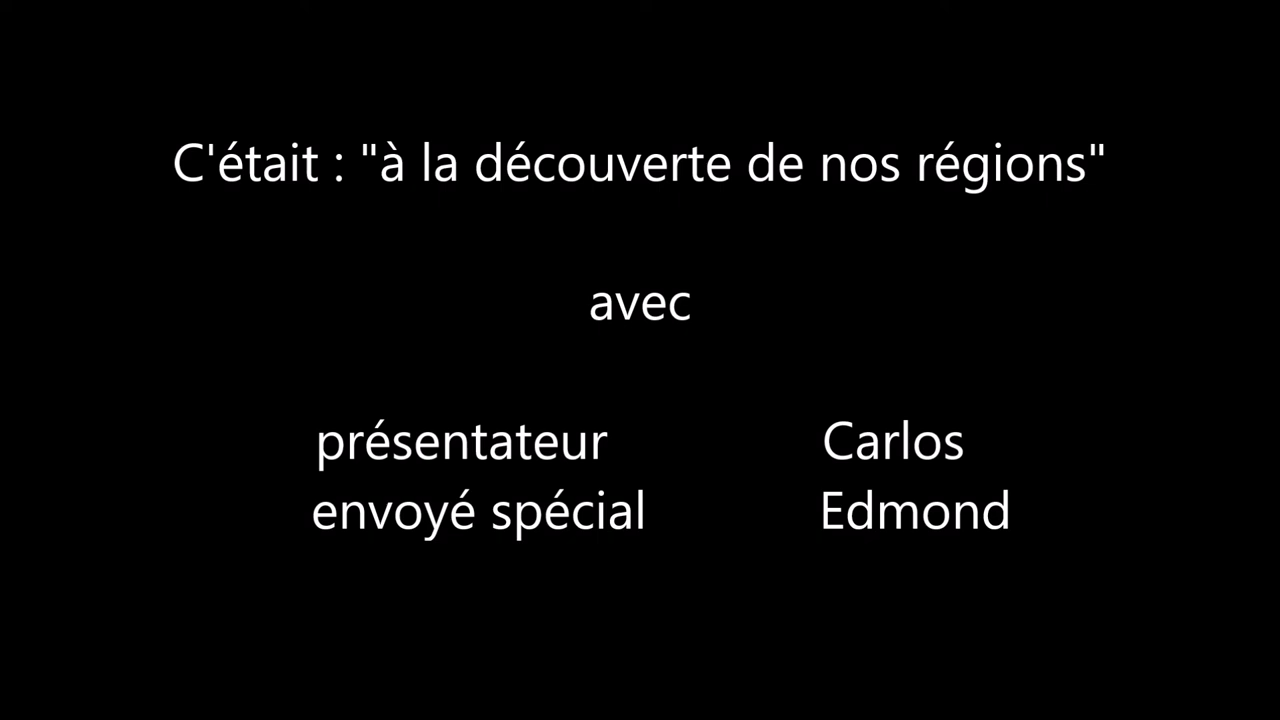 C'était : "à la découverte de nos régions"
avec
présentateur Carlos
envoyé spécial Edmond